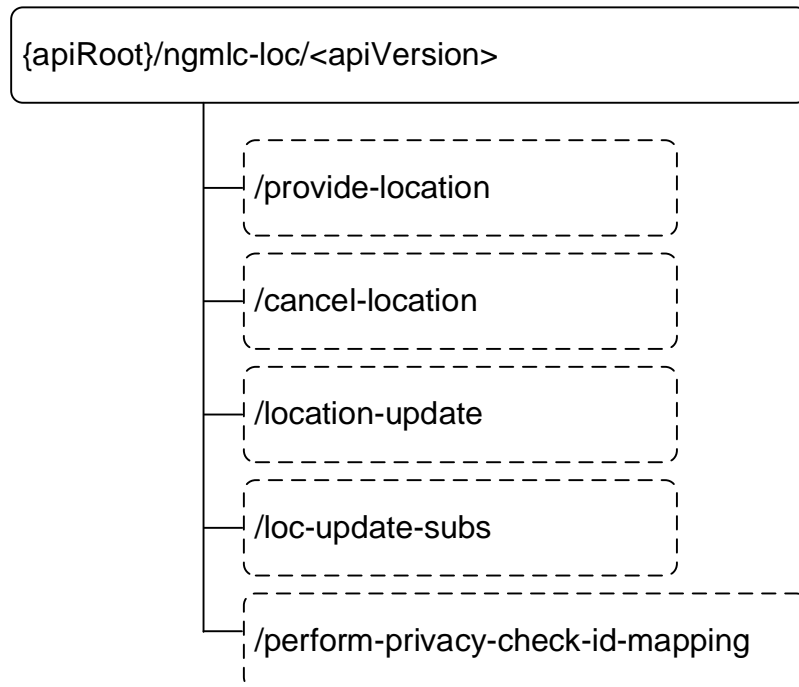 {apiRoot}/ngmlc-loc/<apiVersion>
/provide-location
/cancel-location
/location-update
/loc-update-subs
/perform-privacy-check-id-mapping